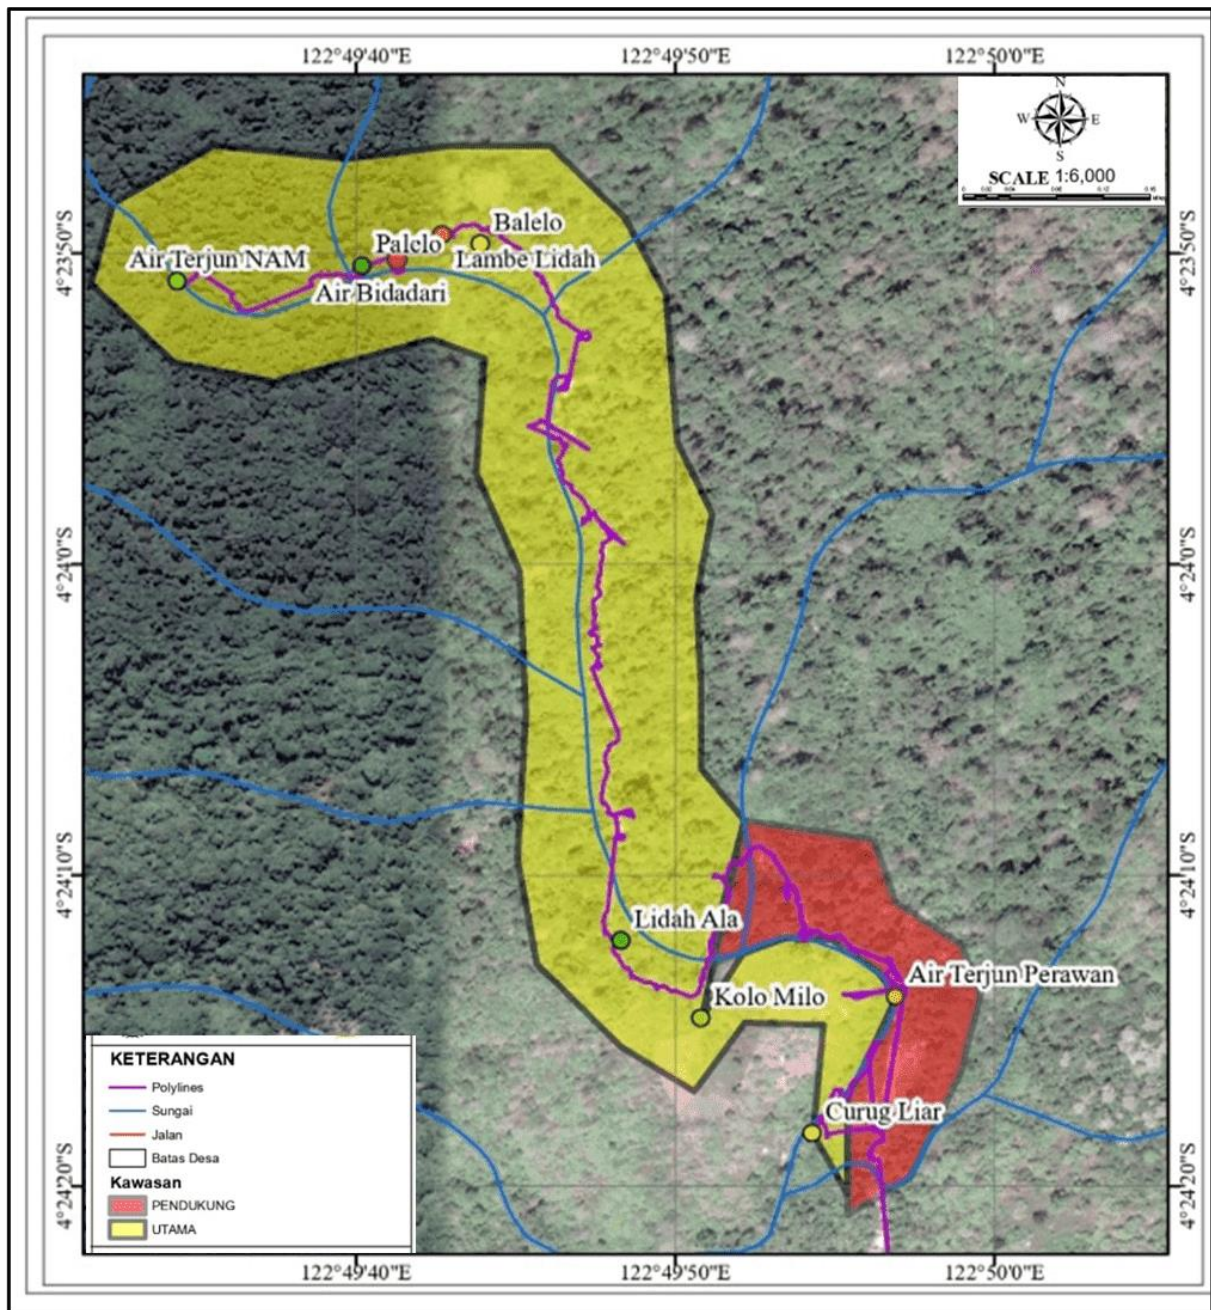 122°49'40"E
122°49'50"E
122°50'0"E
N
W
E
S
SCALE 1:6,000
4°23'50"S
4°23'50"S
Balelo
Palelo
Lambe Lidah
Air Terjun NAM
Air Bidadari
4°24'0"S
4°24'0"S
4°24'10"S
4°24'10"S
Lidah Ala
Air Terjun Perawan
Kolo Milo
Curug Liar
4°24'20"S
4°24'20"S
KETERANGAN
Polylines
Sungai
Jalan
Batas Desa
Kawasan
PENDUKUNG
UTAMA
122°49'40"E
122°49'50"E
122°50'0"E